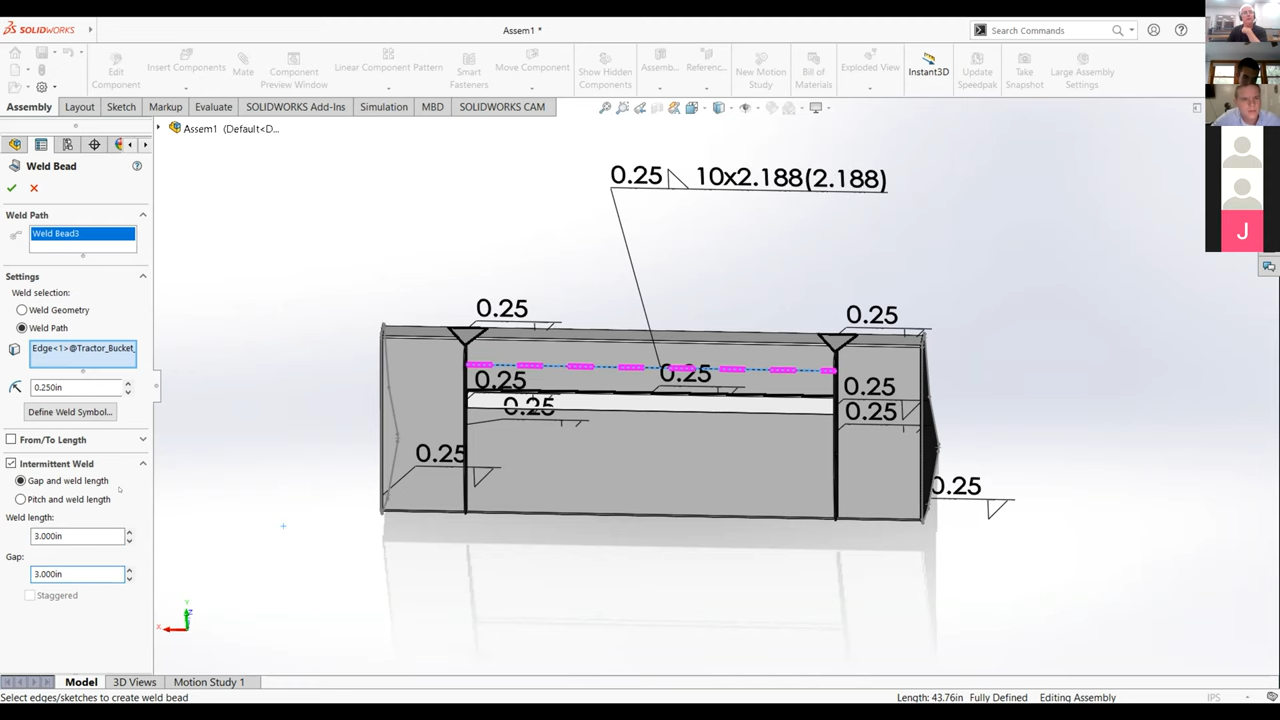 SOLIDWORKS
Assem1 *
Search Commands
Edit Component
Insert Components
Mate
Component Preview Window
Linear Component Pattern
Smart Fasteners
Move Component
Show Hidden Components
Assemb...
Referenc...
New Motion Study
Bill of Materials
Exploded View
Instant3D
Update Speedpak
Take Snapshot
Large Assembly Settings
Assembly
Layout
Sketch
Markup
Evaluate
SOLIDWORKS Add-Ins
Simulation
MBD
SOLIDWORKS CAM
Assem1 (Default<D...
Weld Bead
Weld Path
Weld Bead3
Settings
Weld selection:
Weld Geometry
Weld Path
Edge<1>@Tractor_Bucket_
0.250in
Define Weld Symbol...
From/To Length
Intermittent Weld
Gap and weld length
Pitch and weld length
Weld length:
3.000in
Gap:
3.000in
Staggered
0.25 10x2.188(2.188)
0.25
0.25
0.25
0.25
0.25
0.25
0.25
0.25
0.25
J
Y
X
Z
Model
3D Views
Motion Study 1
Select edges/sketches to create weld bead
Length: 43.76in
Fully Defined
Editing Assembly
IPS